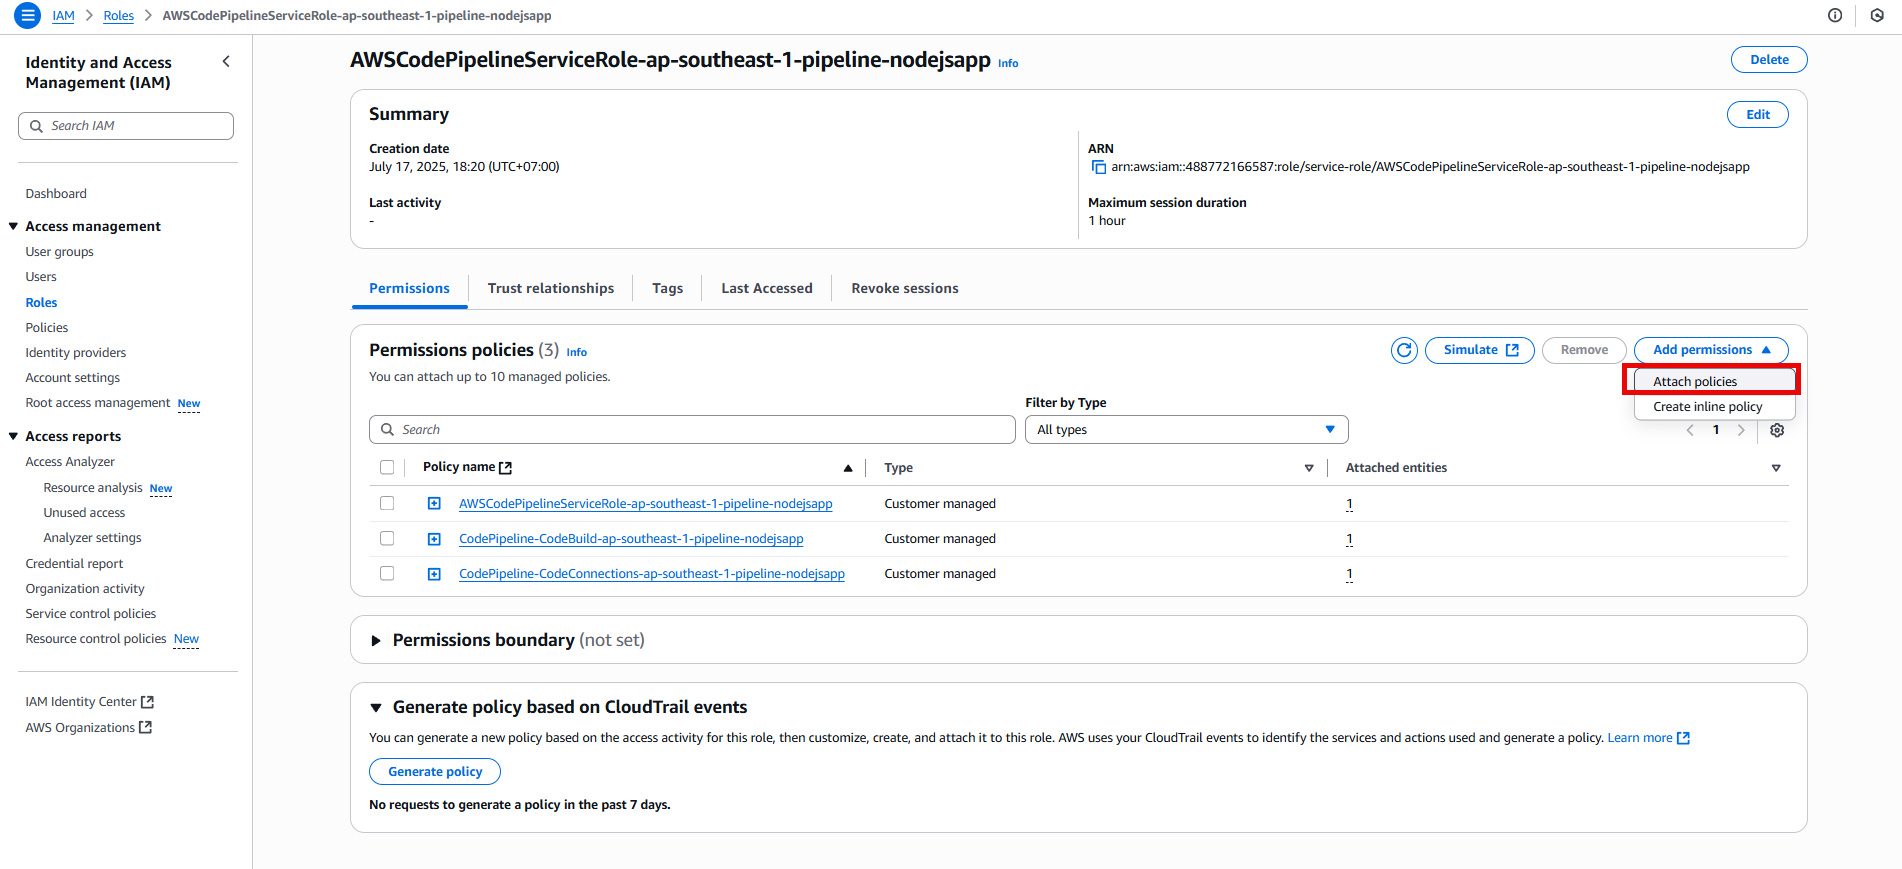 IAM > Roles > AWSCodePipelineServiceRole-ap-southeast-1-pipeline-nodejsapp
Identity and Access Management (IAM)
Search IAM
Dashboard
Access management
User groups
Users
Roles
Policies
Identity providers
Account settings
Root access management New
Access reports
Access Analyzer
Resource analysis New
Unused access
Analyzer settings
Credential report
Organization activity
Service control policies
Resource control policies New
IAM Identity Center
AWS Organizations
AWSCodePipelineServiceRole-ap-southeast-1-pipeline-nodejsapp Info
Delete
Summary
Edit
Creation date
July 17, 2025, 18:20 (UTC+07:00)
ARN
arn:aws:iam::488772166587:role/service-role/AWSCodePipelineServiceRole-ap-southeast-1-pipeline-nodejsapp
Last activity
-
Maximum session duration
1 hour
Permissions Trust relationships Tags Last Accessed Revoke sessions
Permissions policies (3) Info
Simulate Remove Add permissions
You can attach up to 10 managed policies.
Attach policies
Create inline policy
Filter by Type
Search
All types
1
Policy name Type Attached entities
AWSCodePipelineServiceRole-ap-southeast-1-pipeline-nodejsapp Customer managed 1
CodePipeline-CodeBuild-ap-southeast-1-pipeline-nodejsapp Customer managed 1
CodePipeline-CodeConnections-ap-southeast-1-pipeline-nodejsapp Customer managed 1
Permissions boundary (not set)
Generate policy based on CloudTrail events
You can generate a new policy based on the access activity for this role, then customize, create, and attach it to this role. AWS uses your CloudTrail events to identify the services and actions used and generate a policy. Learn more
Generate policy
No requests to generate a policy in the past 7 days.